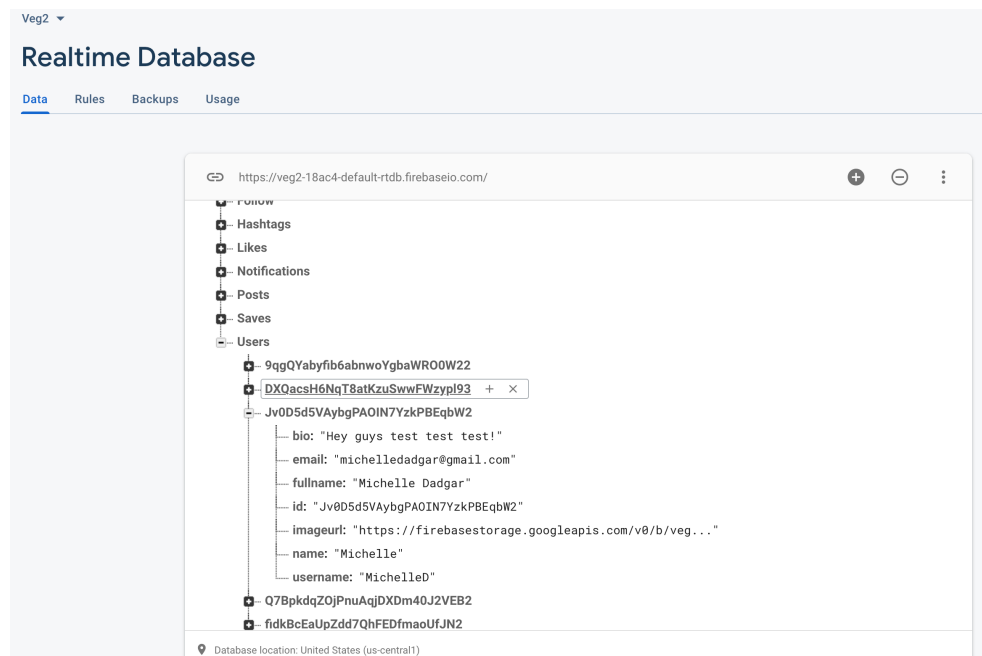 Veg2
Realtime Database
Data Rules Backups Usage
https://veg2-18ac4-default-rtdb.firebaseio.com/
Follow
Hashtags
Likes
Notifications
Posts
Saves
Users
9qgQYabyfib6abnwoYgbaWRO0W22
DXQacsH6NqT8atKzuSwwFWzypl93
Jv0D5d5VAybgPAOIN7YzkPBEqbW2
bio: "Hey guys test test test!"
email: "michelledadgar@gmail.com"
fullname: "Michelle Dadgar"
id: "Jv0D5d5VAybgPAOIN7YzkPBEqbW2"
imageurl: "https://firebasestorage.googleapis.com/v0/b/veg..."
name: "Michelle"
username: "MichelleD"
Q7BpkdqZOjPnuAqjDXDm40J2VEB2
fidkBcEaUpZdd7QhFEDfmaoUfJN2
Database location: United States (us-central1)